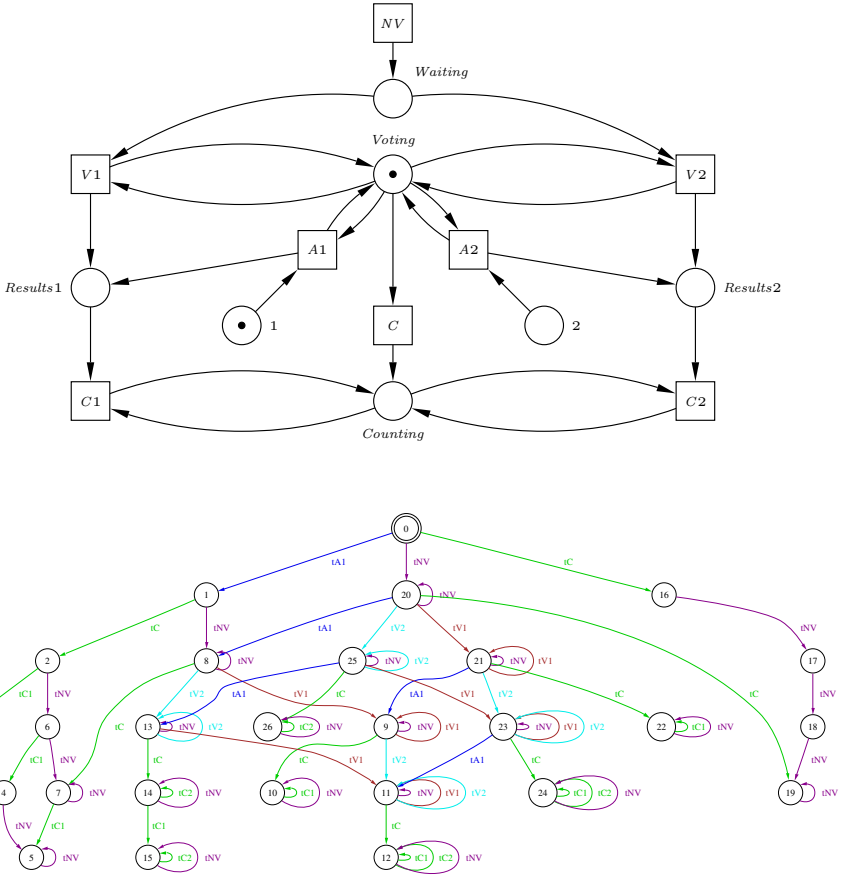 NV
Waiting
Voting
V1
V2
A1
A2
Results1
Results2
1
C
2
C1
C2
Counting
0
tA1 tNV tC
1 20 tNV 16
tC tNV tA1 tV2 tV1 tNV
2 8 tNV 25 tNV tV2 21 tNV tV1 17
tC1 tNV tC tV2 tA1 tV1 tC tA1 tV1 tV2 tC tC tNV
6 13 tNV tV2 26 tC2 tNV 9 tNV tV1 23 tNV tV1 tV2 22 tC1 tNV 18
tC1 tNV tC tV1 tC tV2 tA1 tC tNV
4 7 tNV 14 tC2 tNV 10 tC1 tNV 11 tNV tV1 tV2 24 tC1 tC2 tNV 19 tNV
tNV tC1 tC1 tC
5 tNV 15 tC2 tNV 12 tC1 tC2 tNV